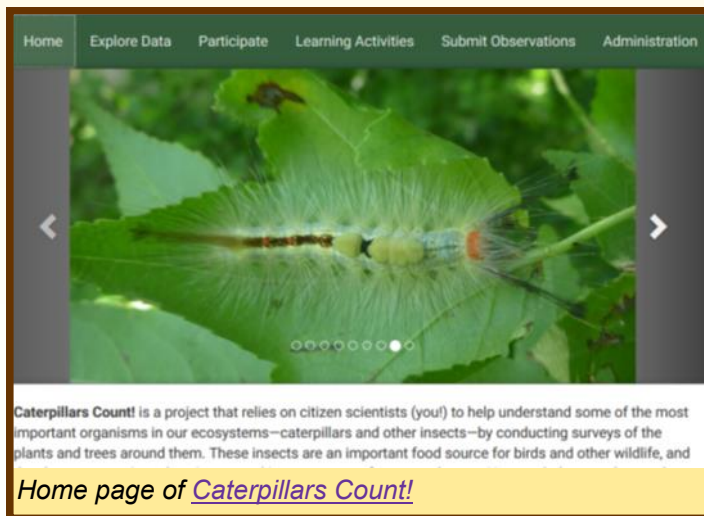 Home Explore Data Participate Learning Activities Submit Observations Administration
Caterpillars Count! is a project that relies on citizen scientists (you!) to help understand some of the most
important organisms in our ecosystems—caterpillars and other insects—by conducting surveys of the
plants and trees around them. These insects are an important food source for birds and other wildlife, and
Home page of Caterpillars Count!